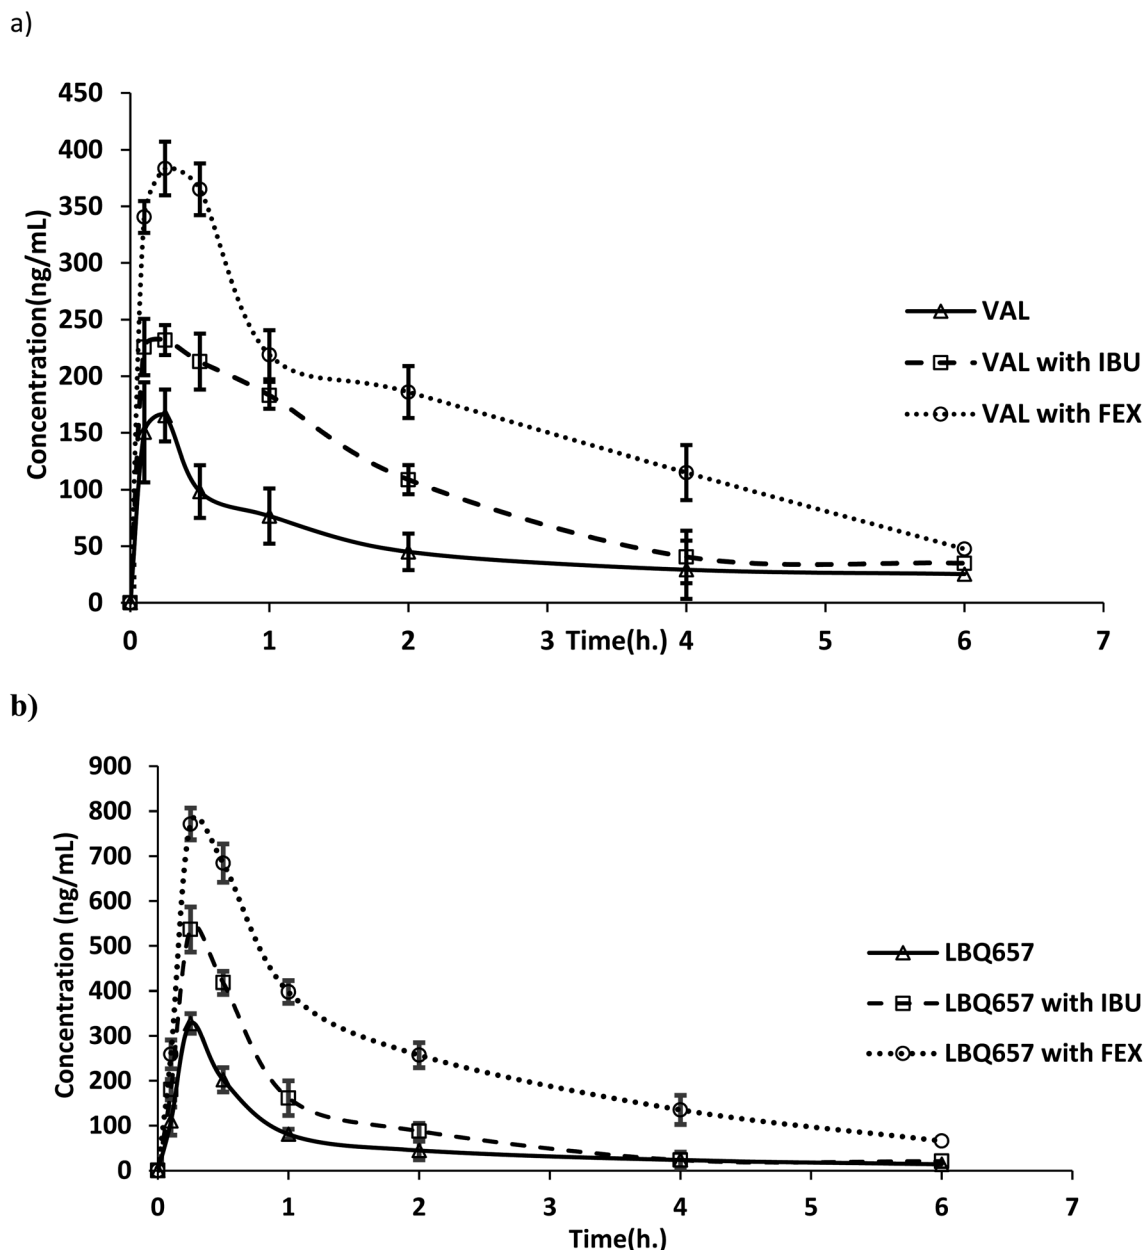 a)
450
400
350
300
250
200
150
100
50
0
Concentration(ng/mL)
0 1 2 3 4 5 6 7
Time(h.)
VAL
VAL with IBU
VAL with FEX
b)
900
800
700
600
500
400
300
200
100
0
Concentration (ng/mL)
0 1 2 3 4 5 6 7
Time(h.)
LBQ657
LBQ657 with IBU
LBQ657 with FEX